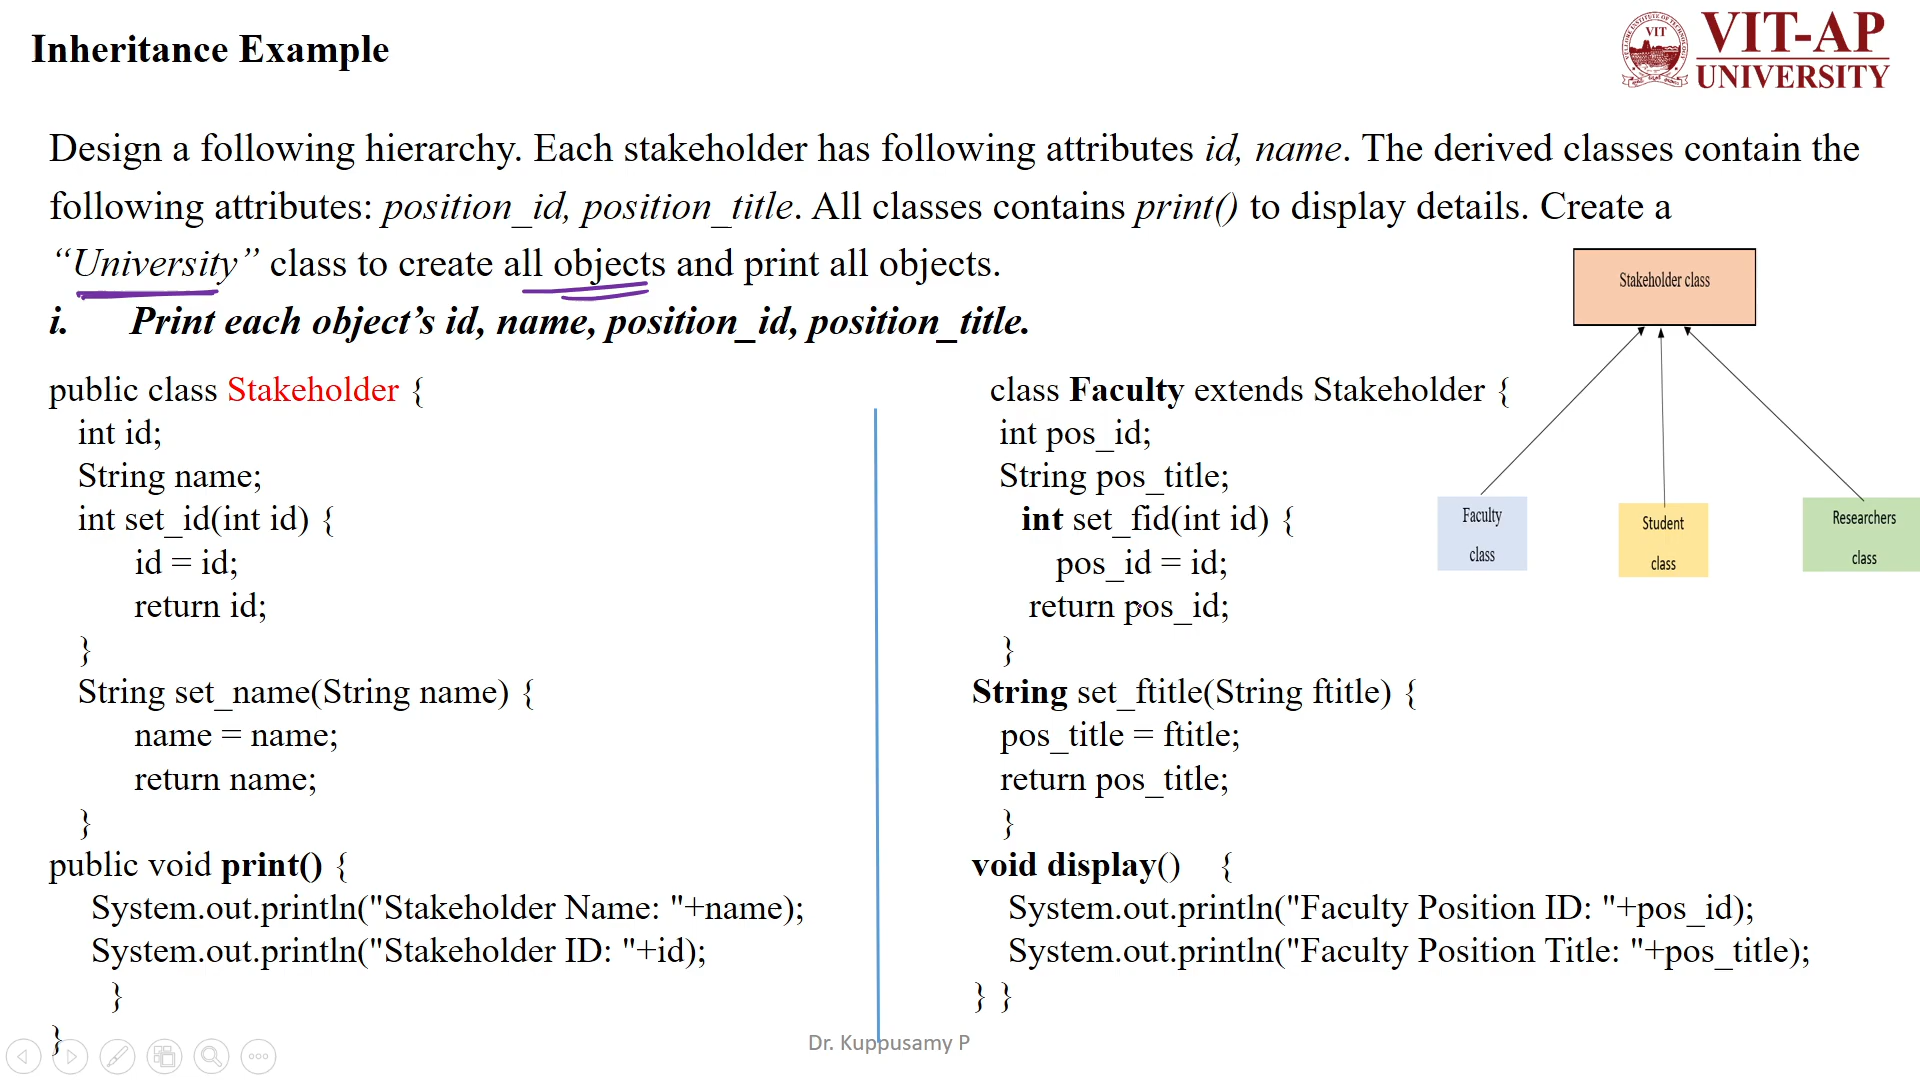 Inheritance Example
VIT
VIT-AP
UNIVERSITY
Design a following hierarchy. Each stakeholder has following attributes id, name. The derived classes contain the
following attributes: position_id, position_title. All classes contains print() to display details. Create a
“University” class to create all objects and print all objects.
i. Print each object’s id, name, position_id, position_title.
public class Stakeholder {
int id;
String name;
int set_id(int id) {
id = id;
return id;
}
String set_name(String name) {
name = name;
return name;
}
public void print() {
System.out.println("Stakeholder Name: "+name);
System.out.println("Stakeholder ID: "+id);
}
}
class Faculty extends Stakeholder {
int pos_id;
String pos_title;
int set_fid(int id) {
pos_id = id;
return pos_id;
}
String set_ftitle(String ftitle) {
pos_title = ftitle;
return pos_title;
}
void display() {
System.out.println("Faculty Position ID: "+pos_id);
System.out.println("Faculty Position Title: "+pos_title);
} }
Stakeholder class
Faculty
class
Student
class
Researchers
class
Dr. Kuppusamy P